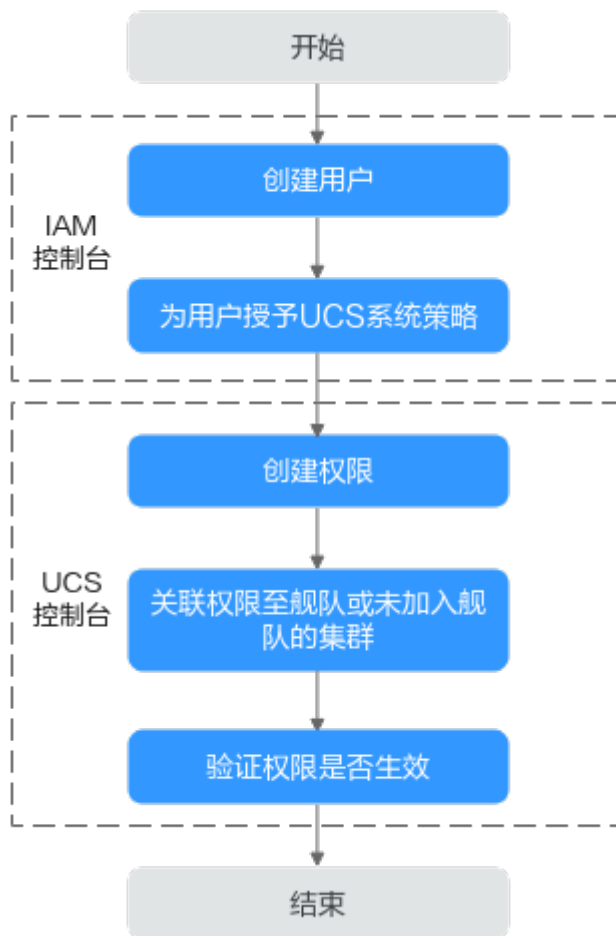 开始
创建用户
IAM
控制台
为用户授予UCS系统策略
创建权限
UCS
控制台
关联权限至舰队或未加入舰
队的集群
验证权限是否生效
结束